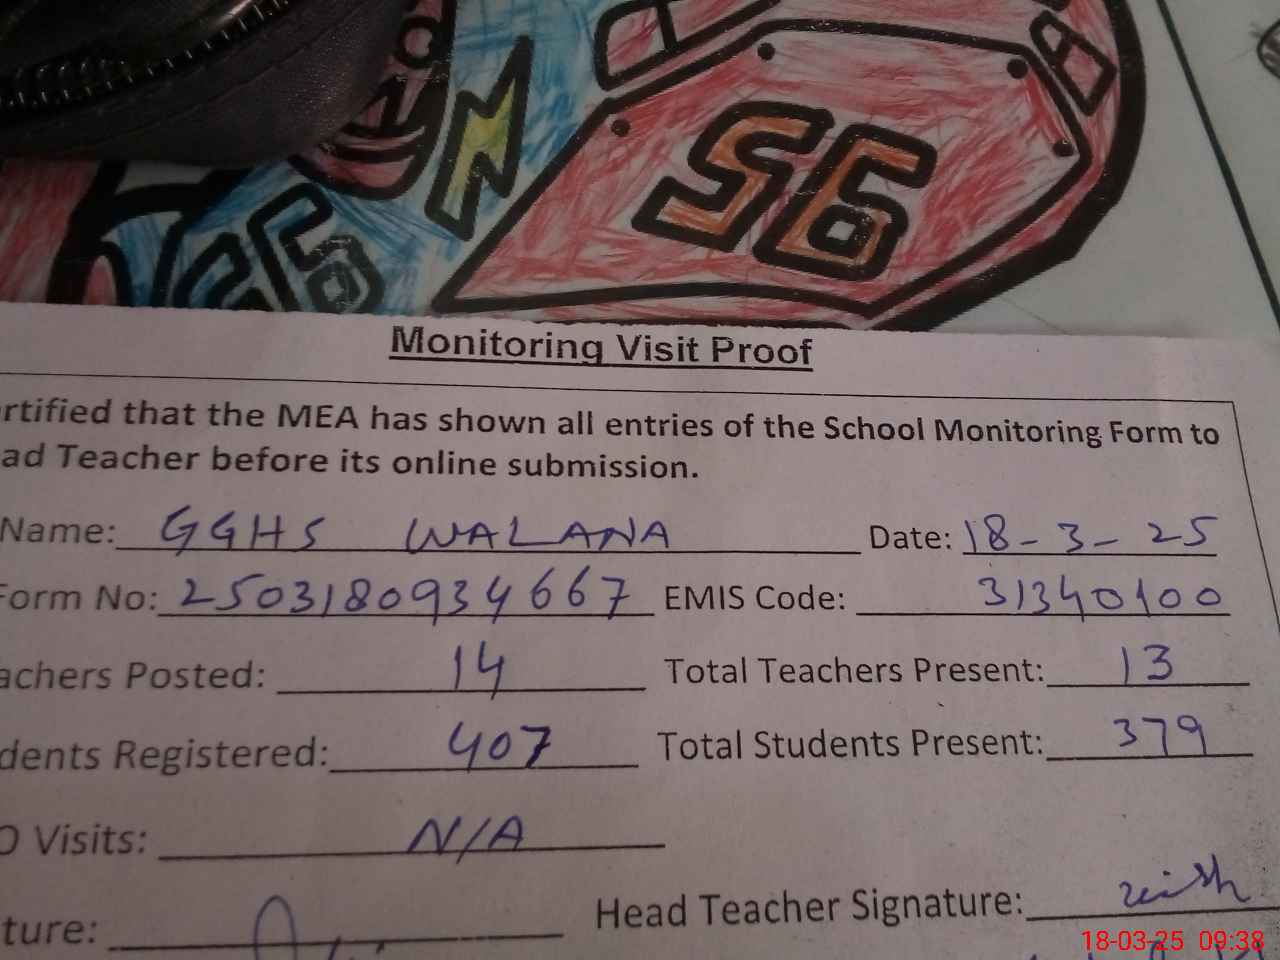 56
Monitoring Visit Proof
rtified that the MEA has shown all entries of the School Monitoring Form to
ad Teacher before its online submission.
Name: GGHS WALANA Date: 18-3-25
Form No: 2503180934667 EMIS Code: 31340100
achers Posted: 14 Total Teachers Present: 13
dents Registered: 407 Total Students Present: 379
O Visits: N/A
ture: Head Teacher Signature:
18-03-25 09:38